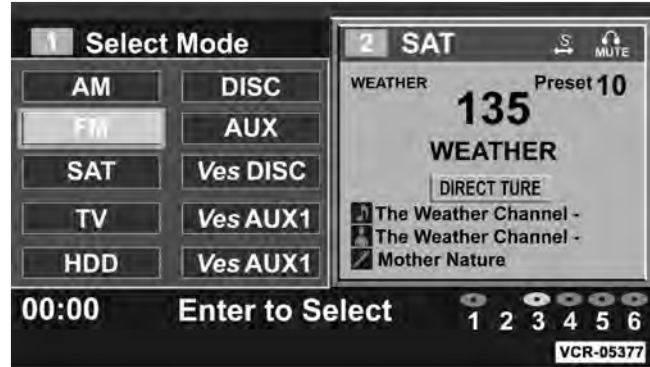 1 Select Mode
AM DISC
FM AUX
SAT Ves DISC
TV Ves AUX1
HDD Ves AUX1
2 SAT S MUTE
WEATHER Preset 10
135
WEATHER
DIRECT TURE
The Weather Channel -
The Weather Channel -
Mother Nature
00:00 Enter to Select 1 2 3 4 5 6
VCR-05377